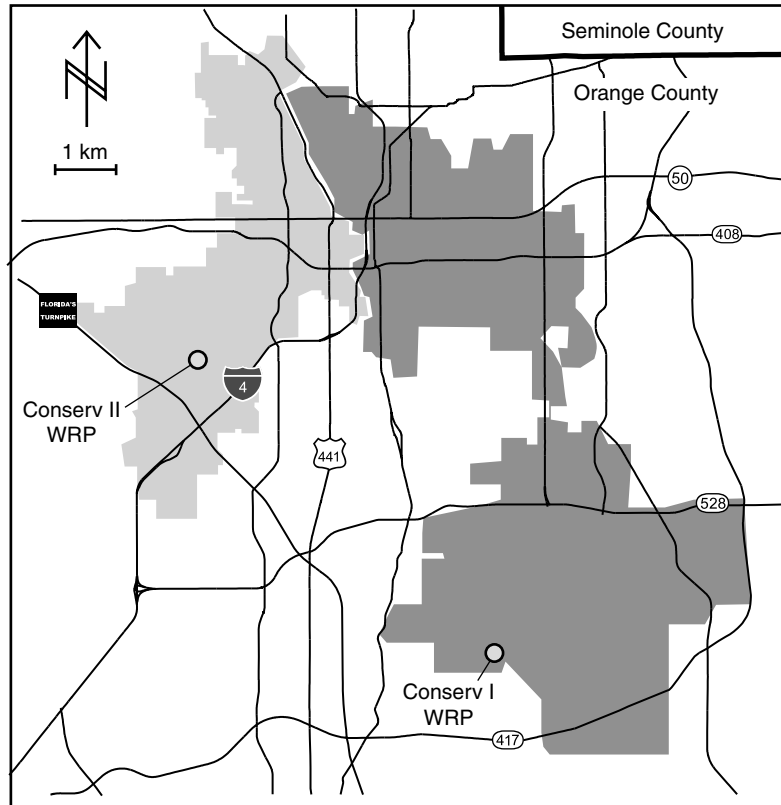 Seminole County
N
Orange County
1 km
50
408
FLORIDA'S
TURNPIKE
Conserv II
WRP
4
441
528
Conserv I
WRP
417